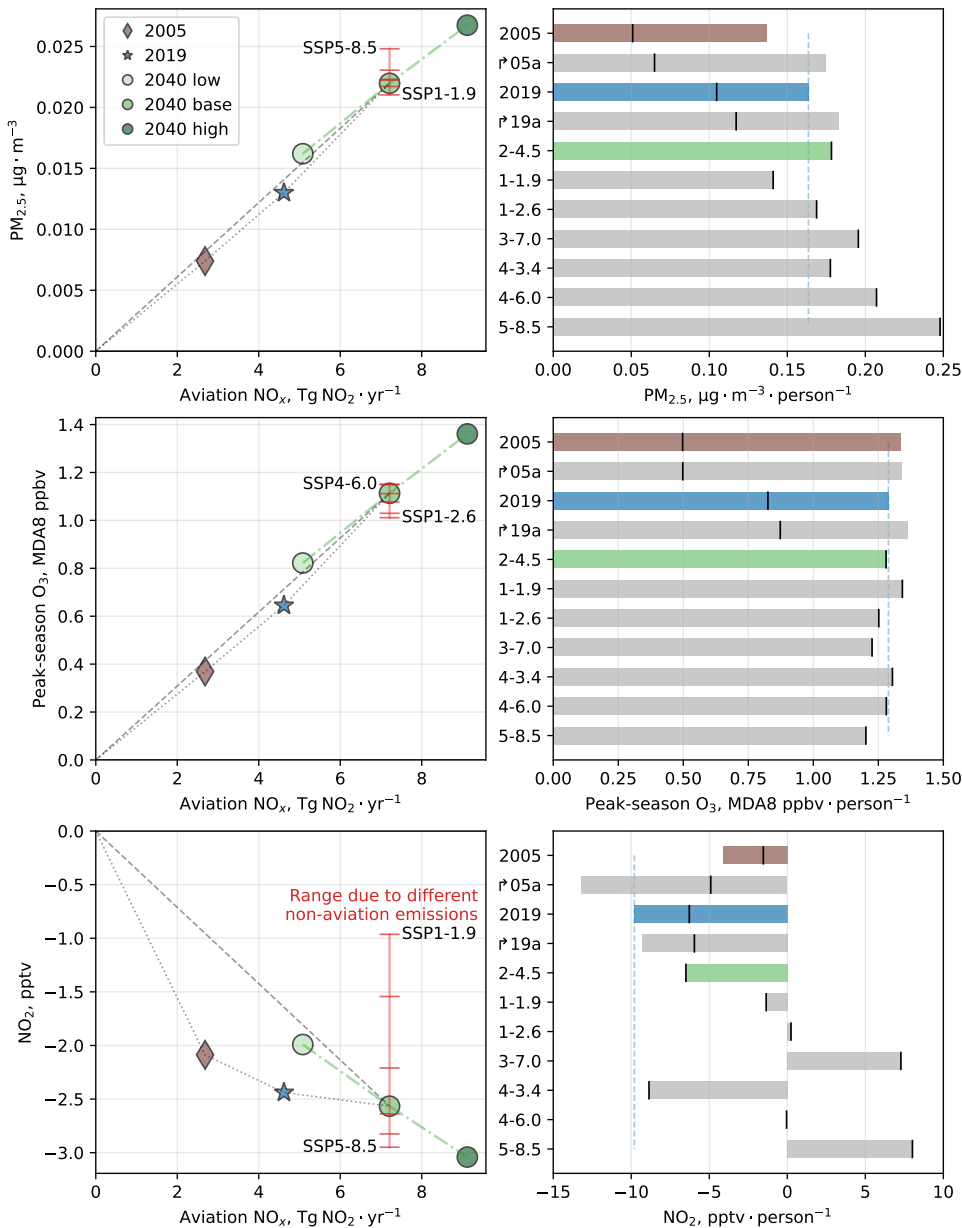 2005
2019
2040 low
2040 base
2040 high
SSP5-8.5
SSP1-1.9
0.025
0.020
0.015
0.010
0.005
0.000
PM2.5, μg·m⁻³
0 2 4 6 8
Aviation NOₓ, Tg NO₂·yr⁻¹
2005
↱05a
2019
↱19a
2-4.5
1-1.9
1-2.6
3-7.0
4-3.4
4-6.0
5-8.5
0.00 0.05 0.10 0.15 0.20 0.25
PM2.5, μg·m⁻³·person⁻¹
1.4
1.2
1.0
0.8
0.6
0.4
0.2
0.0
Peak-season O₃, MDA8 ppbv
SSP4-6.0
SSP1-2.6
0 2 4 6 8
Aviation NOₓ, Tg NO₂·yr⁻¹
2005
↱05a
2019
↱19a
2-4.5
1-1.9
1-2.6
3-7.0
4-3.4
4-6.0
5-8.5
0.00 0.25 0.50 0.75 1.00 1.25 1.50
Peak-season O₃, MDA8 ppbv·person⁻¹
0.0
−0.5
−1.0
−1.5
−2.0
−2.5
−3.0
NO₂, pptv
Range due to different
non-aviation emissions
SSP1-1.9
SSP5-8.5
0 2 4 6 8
Aviation NOₓ, Tg NO₂·yr⁻¹
2005
↱05a
2019
↱19a
2-4.5
1-1.9
1-2.6
3-7.0
4-3.4
4-6.0
5-8.5
−15 −10 −5 0 5 10
NO₂, pptv·person⁻¹